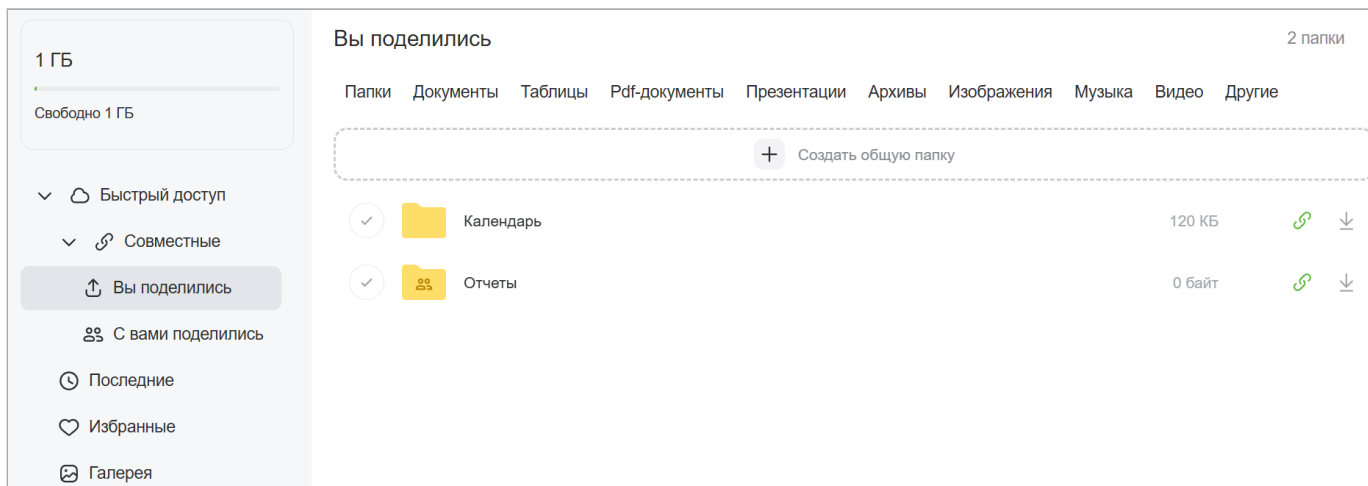 1 ГБ
Свободно 1 ГБ
Быстрый доступ
Совместные
Вы поделились
С вами поделились
Последние
Избранные
Галерея
Вы поделились
2 папки
Папки Документы Таблицы Pdf-документы Презентации Архивы Изображения Музыка Видео Другие
Создать общую папку
Календарь 120 КБ
Отчеты 0 байт